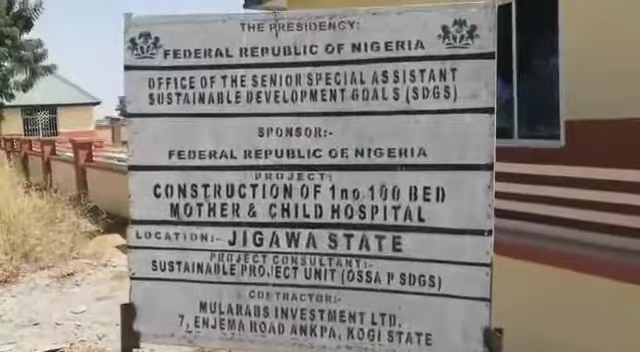 THE PRESIDENCY:
FEDERAL REPUBLIC OF NIGERIA
OFFICE OF THE SENIOR SPECIAL ASSISTANT
SUSTAINABLE DEVELOPMENT GOALS (SDGS)
SPONSOR:-
FEDERAL REPUBLIC OF NIGERIA
PROJECT:
CONSTRUCTION OF 1no. 100 BED
MOTHER & CHILD HOSPITAL
LOCATION:- JIGAWA STATE
PROJECT CONSULTANT:-
SUSTAINABLE PROJECT UNIT (OSSA P SDGS)
CONTRACTOR:-
MULARABS INVESTMENT LTD.
7, ENJEMA ROAD ANKPA, KOGI STATE